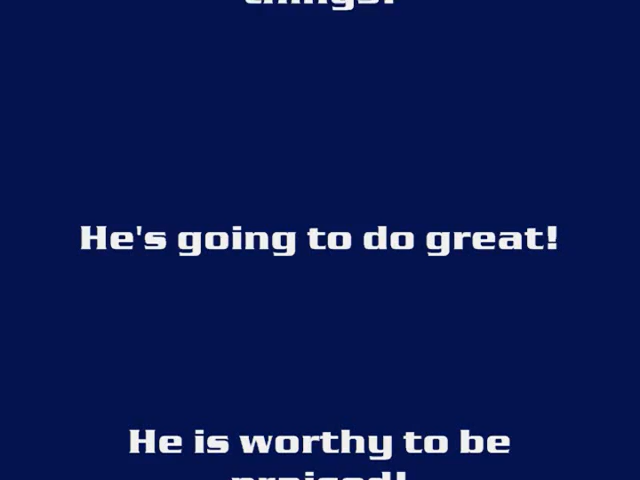 things!
He's going to do great!
He is worthy to be
praised!